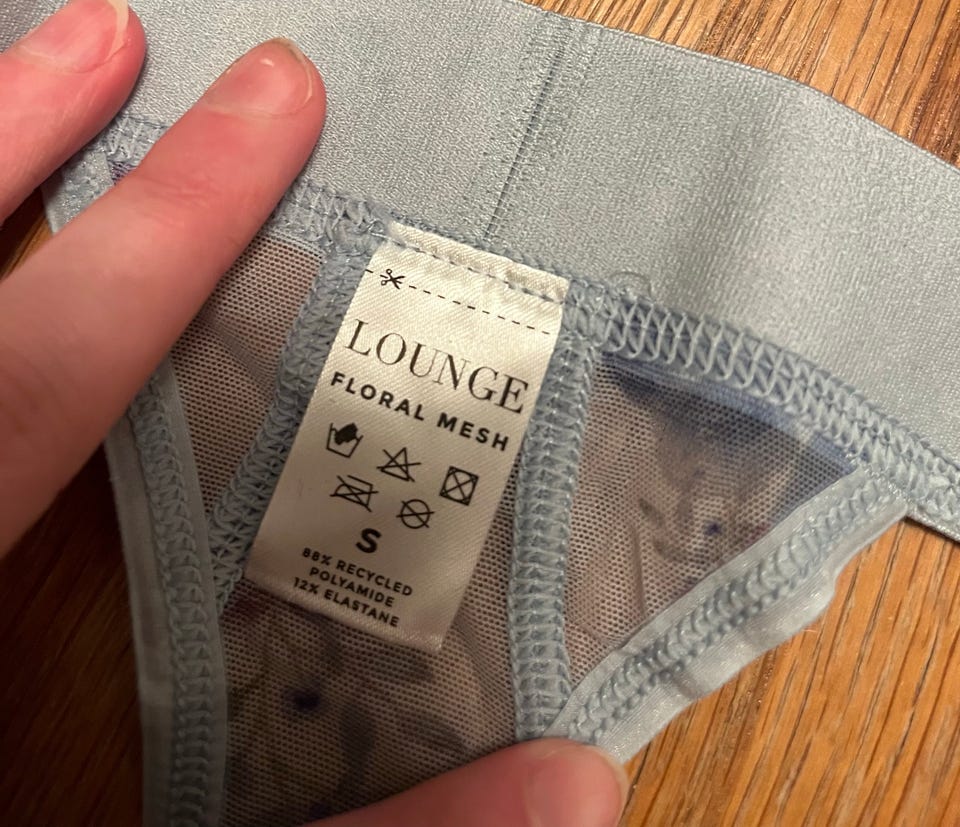 LOUNGE
FLORAL MESH
S
88% RECYCLED
POLYAMIDE
12% ELASTANE